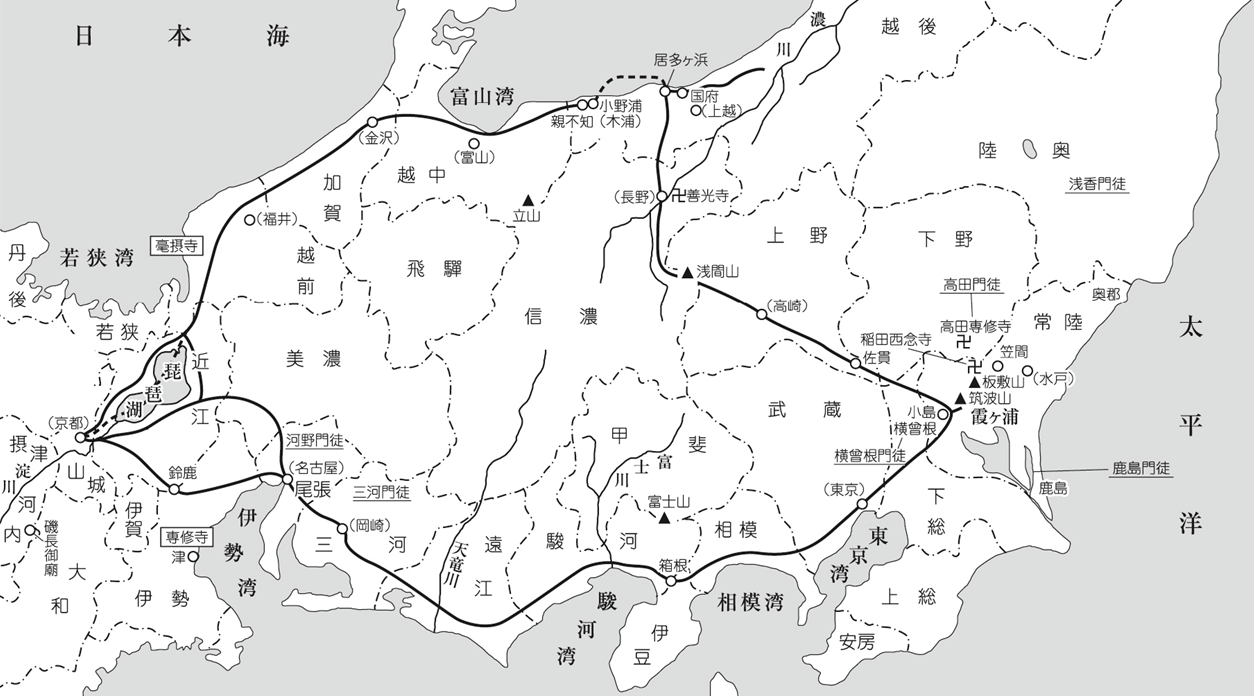 日本海
濃
川
越後
居多ヶ浜
富山湾
小野浦
国府
(上越)
親不知(木浦)
(金沢)
(富山)
越中
加賀
陸奥
浅香門徒
立山
(長野)
卍善光寺
(福井)
毫摂寺
若狭湾
丹後
越前
飛驒
上野
下野
浅間山
高田門徒
奥郡
信濃
(高崎)
高田専修寺
卍
常陸
太平洋
若狭
近江
美濃
稲田西念寺
佐貫
卍
笠間
板敷山
(水戸)
筑波山
琵琶湖
武蔵
小島
横曾根
霞ヶ浦
(京都)
摂津
河野門徒
甲斐
横曾根門徒
鹿島門徒
淀川
山城
鈴鹿
(名古屋)
尾張
三河門徒
富士川
(東京)
鹿島
下総
河内
伊賀
伊勢湾
富士山
磯長御廟
専修寺
津
(岡崎)
三河
天竜川
遠江
駿河
相模
東京湾
大和
伊勢
箱根
駿河湾
相模湾
上総
伊豆
安房